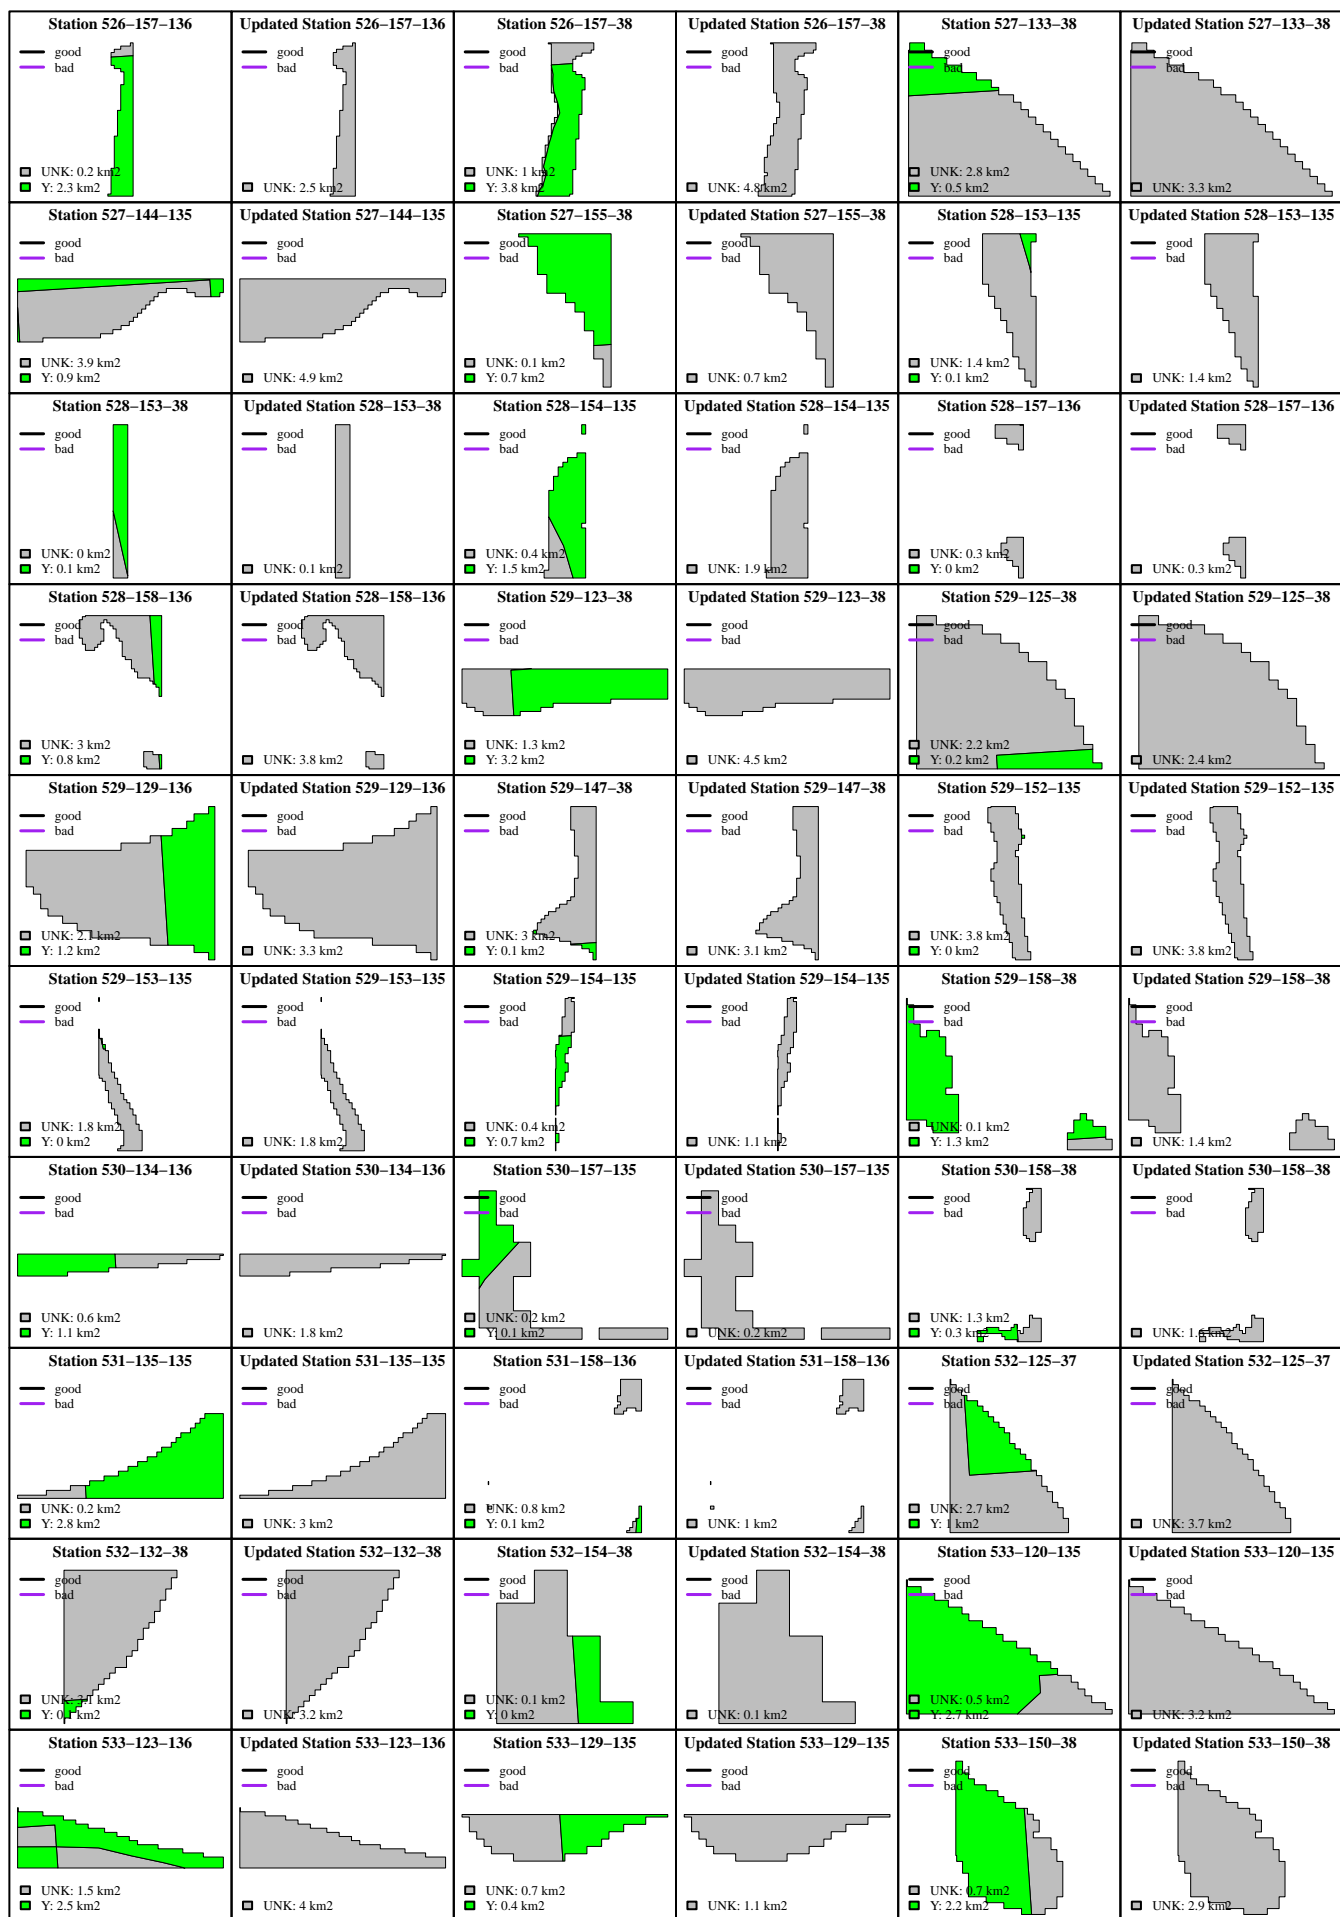 Station 526−157−136
good
bad
UNK: 0.2 km2
Y: 2.3 km2
Updated Station 526−157−136
good
bad
UNK: 2.5 km2
Station 526−157−38
good
bad
UNK: 1 km2
Y: 3.8 km2
Updated Station 526−157−38
good
bad
UNK: 4.8 km2
Station 527−133−38
good
bad
UNK: 2.8 km2
Y: 0.5 km2
Updated Station 527−133−38
good
bad
UNK: 3.3 km2
Station 527−144−135
good
bad
UNK: 3.9 km2
Y: 0.9 km2
Updated Station 527−144−135
good
bad
UNK: 4.9 km2
Station 527−155−38
good
bad
UNK: 0.1 km2
Y: 0.7 km2
Updated Station 527−155−38
good
bad
UNK: 0.7 km2
Station 528−153−135
good
bad
UNK: 1.4 km2
Y: 0.1 km2
Updated Station 528−153−135
good
bad
UNK: 1.4 km2
Station 528−153−38
good
bad
UNK: 0 km2
Y: 0.1 km2
Updated Station 528−153−38
good
bad
UNK: 0.1 km2
Station 528−154−135
good
bad
UNK: 0.4 km2
Y: 1.5 km2
Updated Station 528−154−135
good
bad
UNK: 1.9 km2
Station 528−157−136
good
bad
UNK: 0.3 km2
Y: 0 km2
Updated Station 528−157−136
good
bad
UNK: 0.3 km2
Station 528−158−136
good
bad
UNK: 3 km2
Y: 0.8 km2
Updated Station 528−158−136
good
bad
UNK: 3.8 km2
Station 529−123−38
good
bad
UNK: 1.3 km2
Y: 3.2 km2
Updated Station 529−123−38
good
bad
UNK: 4.5 km2
Station 529−125−38
good
bad
UNK: 2.2 km2
Y: 0.2 km2
Updated Station 529−125−38
good
bad
UNK: 2.4 km2
Station 529−129−136
good
bad
UNK: 2.1 km2
Y: 1.2 km2
Updated Station 529−129−136
good
bad
UNK: 3.3 km2
Station 529−147−38
good
bad
UNK: 3 km2
Y: 0.1 km2
Updated Station 529−147−38
good
bad
UNK: 3.1 km2
Station 529−152−135
good
bad
UNK: 3.8 km2
Y: 0 km2
Updated Station 529−152−135
good
bad
UNK: 3.8 km2
Station 529−153−135
good
bad
UNK: 1.8 km2
Y: 0 km2
Updated Station 529−153−135
good
bad
UNK: 1.8 km2
Station 529−154−135
good
bad
UNK: 0.4 km2
Y: 0.7 km2
Updated Station 529−154−135
good
bad
UNK: 1.1 km2
Station 529−158−38
good
bad
UNK: 0.1 km2
Y: 1.3 km2
Updated Station 529−158−38
good
bad
UNK: 1.4 km2
Station 530−134−136
good
bad
UNK: 0.6 km2
Y: 1.1 km2
Updated Station 530−134−136
good
bad
UNK: 1.8 km2
Station 530−157−135
good
bad
UNK: 0.2 km2
Y: 0.1 km2
Updated Station 530−157−135
good
bad
UNK: 0.2 km2
Station 530−158−38
good
bad
UNK: 1.3 km2
Y: 0.3 km2
Updated Station 530−158−38
good
bad
UNK: 1.6 km2
Station 531−135−135
good
bad
UNK: 0.2 km2
Y: 2.8 km2
Updated Station 531−135−135
good
bad
UNK: 3 km2
Station 531−158−136
good
bad
UNK: 0.8 km2
Y: 0.1 km2
Updated Station 531−158−136
good
bad
UNK: 1 km2
Station 532−125−37
good
bad
UNK: 2.7 km2
Y: 1 km2
Updated Station 532−125−37
good
bad
UNK: 3.7 km2
Station 532−132−38
good
bad
UNK: 3.1 km2
Y: km2
Updated Station 532−132−38
good
bad
UNK: 3.2 km2
Station 532−154−38
good
bad
UNK: 0.1 km2
Y: 0 km2
Updated Station 532−154−38
good
bad
UNK: 0.1 km2
Station 533−120−135
good
bad
UNK: 0.5 km2
Y: 2.7 km2
Updated Station 533−120−135
good
bad
UNK: 3.2 km2
Station 533−123−136
good
bad
UNK: 1.5 km2
Y: 2.5 km2
Updated Station 533−123−136
good
bad
UNK: 4 km2
Station 533−129−135
good
bad
UNK: 0.7 km2
Y: 0.4 km2
Updated Station 533−129−135
good
bad
UNK: 1.1 km2
Station 533−150−38
good
bad
UNK: 0.7 km2
Y: 2.2 km2
Updated Station 533−150−38
good
bad
UNK: 2.9 km2